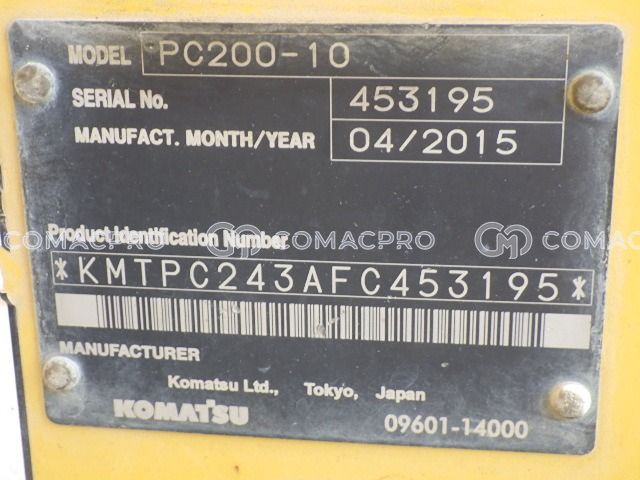 MODEL PC200-10
SERIAL No. 453195
MANUFACT. MONTH/YEAR 04/2015
Product Identification Number
COMACPRO COMACPRO COMAC
*KMTPC243AFC453195*
MANUFACTURER
Komatsu Ltd., Tokyo, Japan
KOMATSU
09601-14000